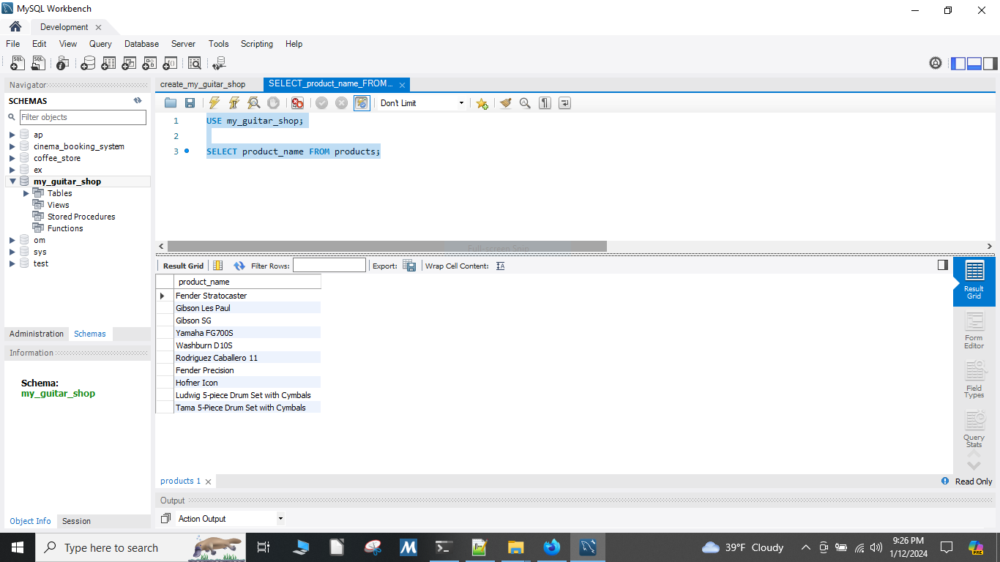 MySQL Workbench
Development
File Edit View Query Database Server Tools Scripting Help
Navigator
SCHEMAS
Filter objects
ap
cinema_booking_system
coffee_store
ex
my_guitar_shop
Tables
Views
Stored Procedures
Functions
om
sys
test
Administration Schemas
Information
Schema:
my_guitar_shop
Object Info Session
create_my_guitar_shop SELECT_product_name_FROM...
Don't Limit
1 USE my_guitar_shop;
2
3 SELECT product_name FROM products;
Result Grid Filter Rows: Export: Wrap Cell Content:
product_name
Fender Stratocaster
Gibson Les Paul
Gibson SG
Yamaha FG700S
Washburn D10S
Rodriguez Caballero 11
Fender Precision
Hofner Icon
Ludwig 5-piece Drum Set with Cymbals
Tama 5-Piece Drum Set with Cymbals
Result
Grid
Form
Editor
Field
Types
Query
Stats
products 1
Read Only
Output
Action Output
Type here to search
39°F Cloudy
9:26 PM
1/12/2024
PRE